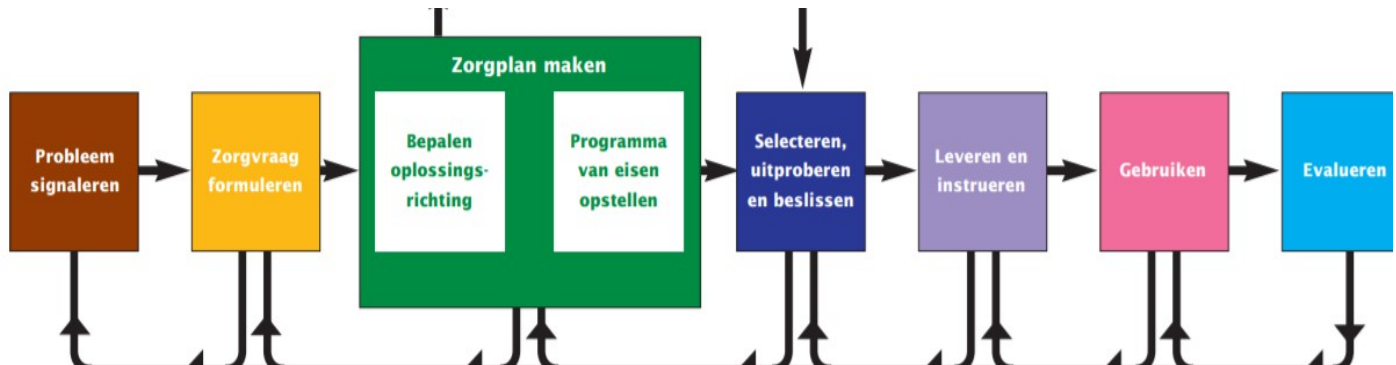 Probleem
signaleren
Zorgvraag
formuleren
Zorgplan maken
Bepalen
oplossings-
richting
Programma
van eisen
opstellen
Selecteren,
uitproberen
en beslissen
Leveren en
instrueren
Gebruiken
Evalueren